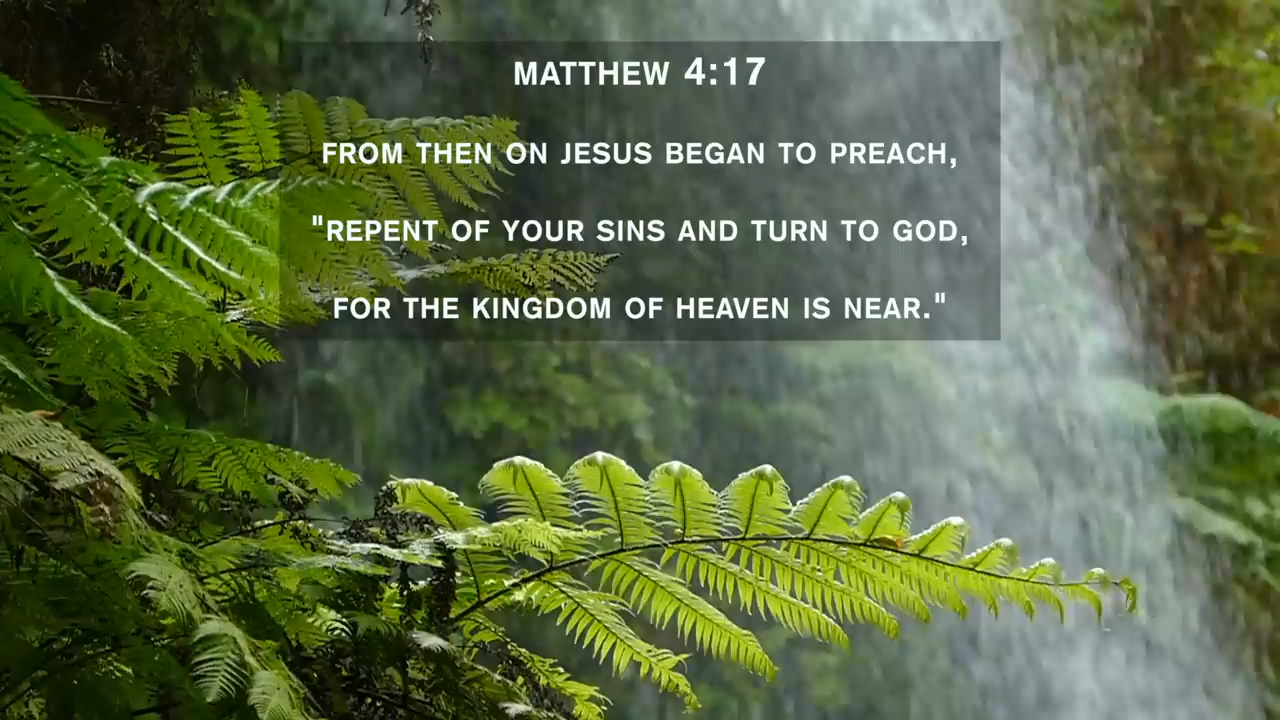 MATTHEW 4:17
FROM THEN ON JESUS BEGAN TO PREACH,
"REPENT OF YOUR SINS AND TURN TO GOD,
FOR THE KINGDOM OF HEAVEN IS NEAR."